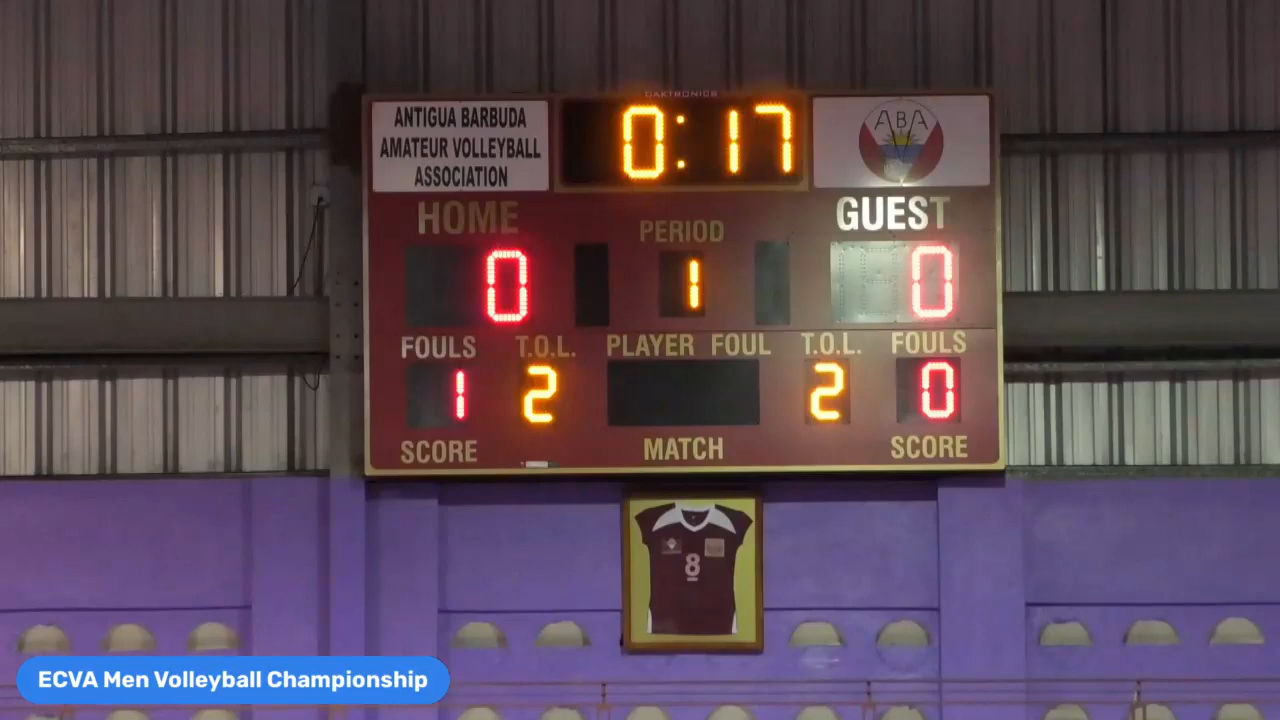 DAKTRONICS
ANTIGUA BARBUDA
AMATEUR VOLLEYBALL
ASSOCIATION
0:17
ABA
HOME
PERIOD
GUEST
0
1
0
FOULS
T.O.L.
PLAYER FOUL
T.O.L.
FOULS
1
2
2
0
SCORE
MATCH
SCORE
8
ECVA Men Volleyball Championship